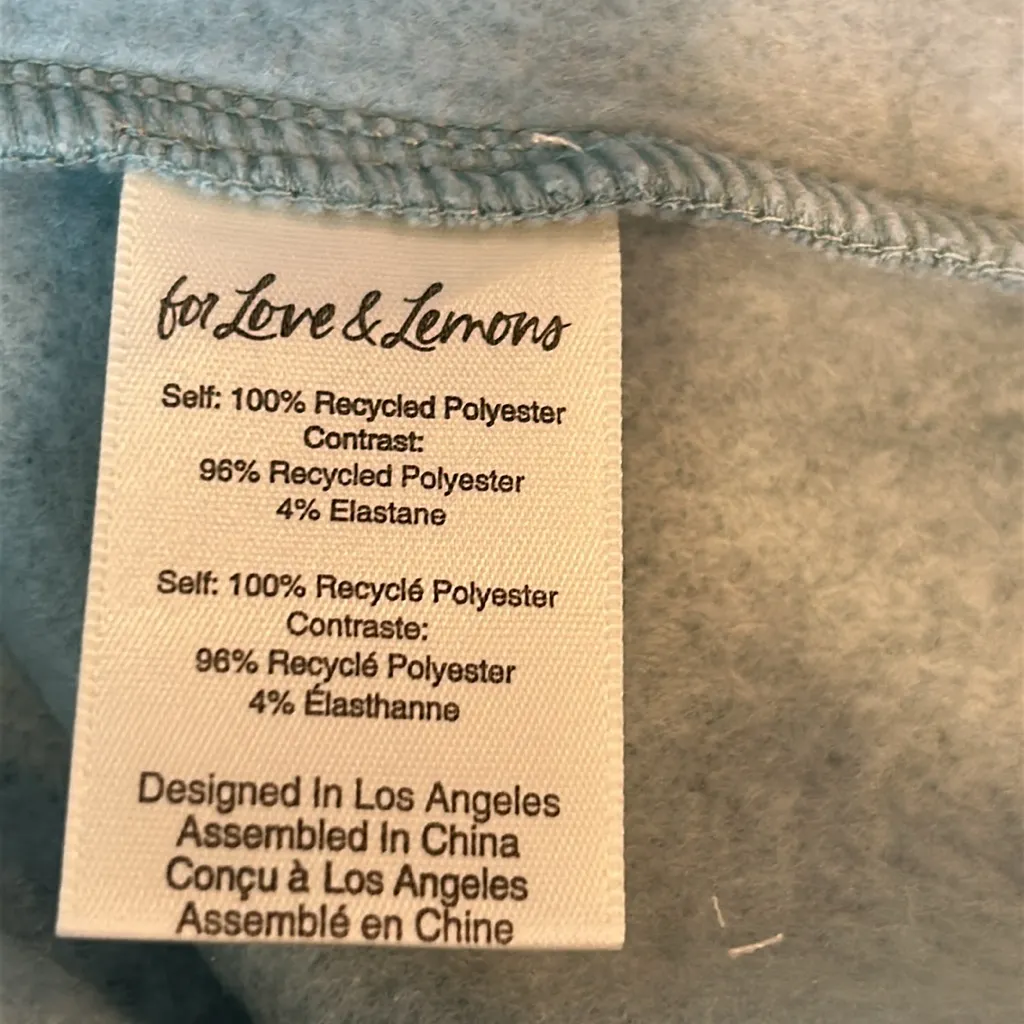 for Love & Lemons
Self: 100% Recycled Polyester
Contrast:
96% Recycled Polyester
4% Elastane
Self: 100% Recyclé Polyester
Contraste:
96% Recyclé Polyester
4% Élasthanne
Designed In Los Angeles
Assembled In China
Conçu à Los Angeles
Assemblé en Chine